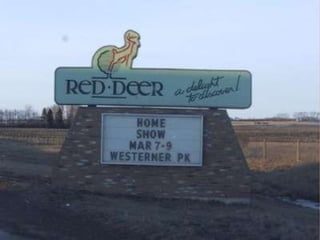 RED·DEER
a delight
to discover!
HOME
SHOW
MAR 7-9
WESTERNER PK